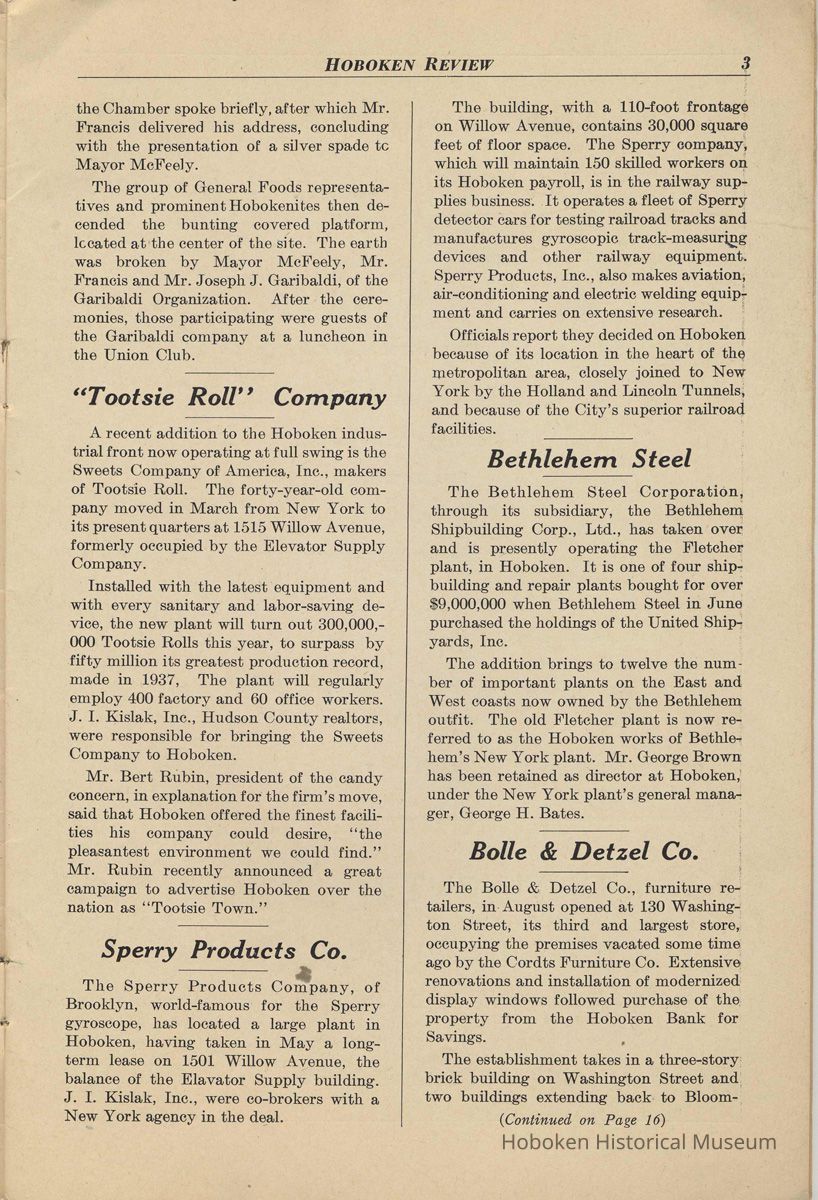 HOBOKEN REVIEW 3
the Chamber spoke briefly, after which Mr.
Francis delivered his address, concluding
with the presentation of a silver spade tc
Mayor McFeely.
The group of General Foods representa-
tives and prominent Hobokenites then de-
cended the bunting covered platform,
located at the center of the site. The earth
was broken by Mayor McFeely, Mr.
Francis and Mr. Joseph J. Garibaldi, of the
Garibaldi Organization. After the cere-
monies, those participating were guests of
the Garibaldi company at a luncheon in
the Union Club.
"Tootsie Roll" Company
A recent addition to the Hoboken indus-
trial front now operating at full swing is the
Sweets Company of America, Inc., makers
of Tootsie Roll. The forty-year-old com-
pany moved in March from New York to
its present quarters at 1515 Willow Avenue,
formerly occupied by the Elevator Supply
Company.
Installed with the latest equipment and
with every sanitary and labor-saving de-
vice, the new plant will turn out 300,000,-
000 Tootsie Rolls this year, to surpass by
fifty million its greatest production record,
made in 1937, The plant will regularly
employ 400 factory and 60 office workers.
J. I. Kislak, Inc., Hudson County realtors,
were responsible for bringing the Sweets
Company to Hoboken.
Mr. Bert Rubin, president of the candy
concern, in explanation for the firm's move,
said that Hoboken offered the finest facili-
ties his company could desire, "the
pleasantest environment we could find."
Mr. Rubin recently announced a great
campaign to advertise Hoboken over the
nation as "Tootsie Town."
Sperry Products Co.
The Sperry Products Company, of
Brooklyn, world-famous for the Sperry
gyroscope, has located a large plant in
Hoboken, having taken in May a long-
term lease on 1501 Willow Avenue, the
balance of the Elavator Supply building.
J. I. Kislak, Inc., were co-brokers with a
New York agency in the deal.
The building, with a 110-foot frontage
on Willow Avenue, contains 30,000 square
feet of floor space. The Sperry company,
which will maintain 150 skilled workers on
its Hoboken payroll, is in the railway sup-
plies business. It operates a fleet of Sperry
detector cars for testing railroad tracks and
manufactures gyroscopic track-measuring
devices and other railway equipment.
Sperry Products, Inc., also makes aviation,
air-conditioning and electric welding equip-
ment and carries on extensive research.
Officials report they decided on Hoboken
because of its location in the heart of the
metropolitan area, closely joined to New
York by the Holland and Lincoln Tunnels,
and because of the City's superior railroad
facilities.
Bethlehem Steel
The Bethlehem Steel Corporation,
through its subsidiary, the Bethlehem
Shipbuilding Corp., Ltd., has taken over
and is presently operating the Fletcher
plant, in Hoboken. It is one of four ship-
building and repair plants bought for over
$9,000,000 when Bethlehem Steel in June
purchased the holdings of the United Ship-
yards, Inc.
The addition brings to twelve the num-
ber of important plants on the East and
West coasts now owned by the Bethlehem
outfit. The old Fletcher plant is now re-
ferred to as the Hoboken works of Bethle-
hem's New York plant. Mr. George Brown
has been retained as director at Hoboken,
under the New York plant's general mana-
ger, George H. Bates.
Bolle & Detzel Co.
The Bolle & Detzel Co., furniture re-
tailers, in August opened at 130 Washing-
ton Street, its third and largest store,
occupying the premises vacated some time
ago by the Cordts Furniture Co. Extensive
renovations and installation of modernized
display windows followed purchase of the
property from the Hoboken Bank for
Savings.
The establishment takes in a three-story
brick building on Washington Street and
two buildings extending back to Bloom-
(Continued on Page 16)
Hoboken Historical Museum